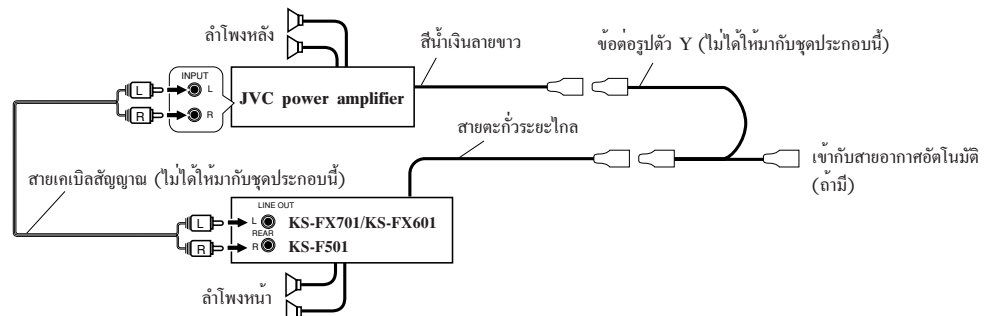 ลำโพงหลัง
สีน้ำเงินลายขาว
ข้อต่อรูปตัว Y (ไม่ได้ให้มากับชุดประกอบนี้)
INPUT
L
L
R
R
JVC power amplifier
สายตะกั่วระยะไกล
เข้ากับสายอากาศอัตโนมัติ
(ถ้ามี)
สายเคเบิลสัญญาณ (ไม่ได้ให้มากับชุดประกอบนี้)
LINE OUT
L
L
KS-FX701/KS-FX601
REAR
R
R
KS-F501
ลำโพงหน้า